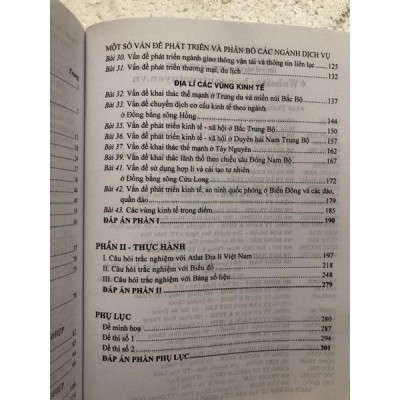 MỘT SỐ VẤN ĐỀ PHÁT TRIỂN VÀ PHÂN BỐ CÁC NGÀNH DỊCH VỤ
Bài 30. Vấn đề phát triển ngành giao thông vận tải và thông tin liên lạc 125
Bài 31. Vấn đề phát triển thương mại, du lịch 132
ĐỊA LÍ CÁC VÙNG KINH TẾ
Bài 32. Vấn đề khai thác thế mạnh ở Trung du và miền núi Bắc Bộ
Bài 33. Vấn đề chuyển dịch cơ cấu kinh tế theo ngành
ở Đồng bằng sông Hồng 144
Bài 35. Vấn đề phát triển kinh tế - xã hội ở Bắc Trung Bộ 150
Bài 36. Vấn đề phát triển kinh tế - xã hội ở Duyên hải Nam Trung Bộ 157
Bài 37. Vấn đề khai thác thế mạnh ở Tây Nguyên
Bài 39. Vấn đề khai thác lãnh thổ theo chiều sâu Đông Nam Bộ
Bài 41. Vấn đề sử dụng hợp lí và cải tạo tự nhiên
ở Đồng bằng sông Cửu Long 172
Bài 42. Vấn đề phát triển kinh tế, an ninh quốc phòng ở Biển Đông và các đảo,
quần đảo 178
Bài 43. Các vùng kinh tế trọng điểm 185
ĐÁP ÁN PHẦN I 190
PHẦN II - THỰC HÀNH
I. Câu hỏi trắc nghiệm với Atlat Địa lí Việt Nam 197
II. Câu hỏi trắc nghiệm với Biểu đồ 218
III. Câu hỏi trắc nghiệm với Bảng số liệu 248
ĐÁP ÁN PHẦN II 279
PHỤ LỤC
Đề minh hoạ 280
Đề thi số 1 287
Đề thi số 2 294
ĐÁP ÁN PHẦN PHỤ LỤC 301